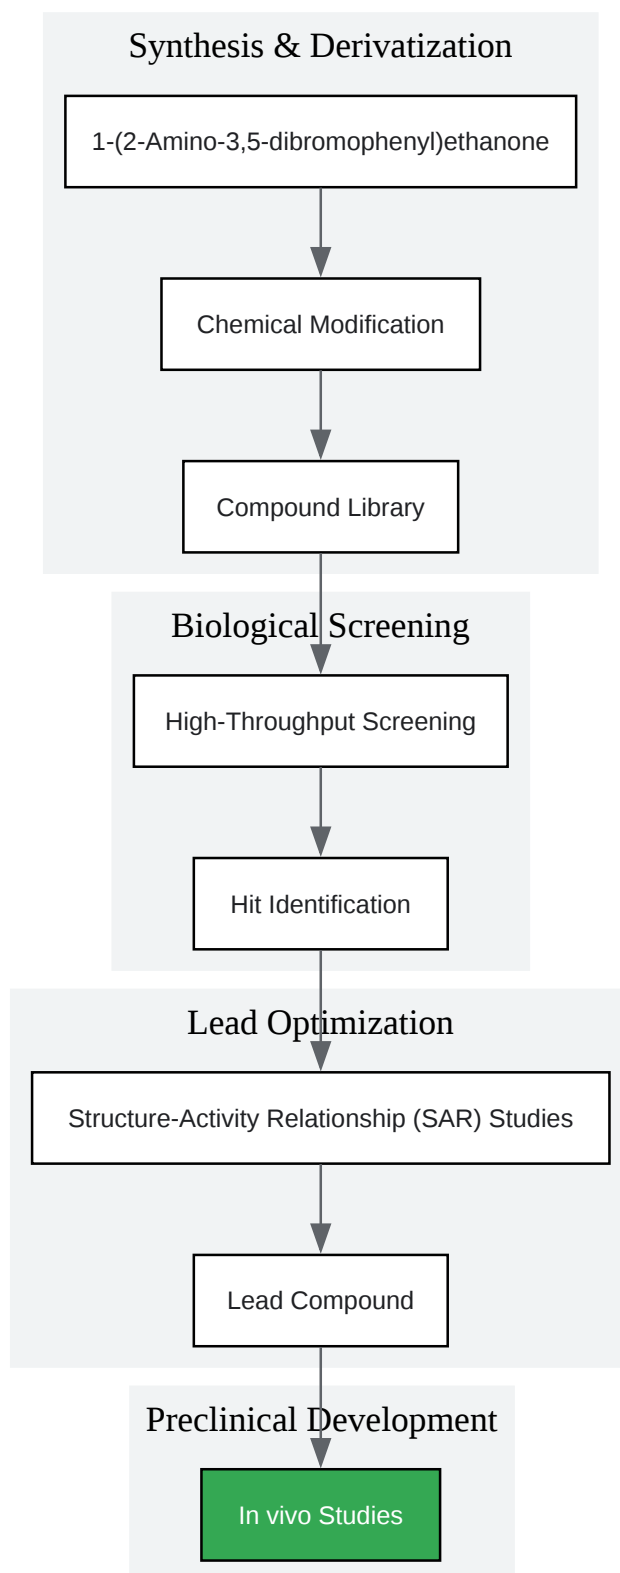 Synthesis & Derivatization
1-(2-Amino-3,5-dibromophenyl)ethanone
Chemical Modification
Compound Library
Biological Screening
High-Throughput Screening
Hit Identification
Lead Optimization
Structure-Activity Relationship (SAR) Studies
Lead Compound
Preclinical Development
In vivo Studies